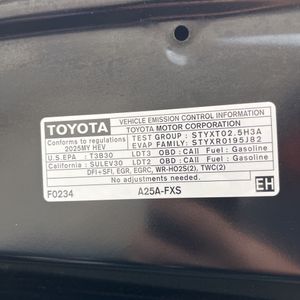 TOYOTA
VEHICLE EMISSION CONTROL INFORMATION
TOYOTA MOTOR CORPORATION
Conforms to regulations
2025MY HEV
TEST GROUP : STYXT02.5H3A
EVAP FAMILY: STYXR0195J82
U.S.EPA : T3B30 LDT3 OBD :CAll Fuel :Gasoline
California : SULEV30 LDT2 OBD :CAll Fuel :Gasoline
DFI+SFI, EGR, EGRC, WR-HO2S(2), TWC(2)
No adjustments needed.
F0234 A25A-FXS EH